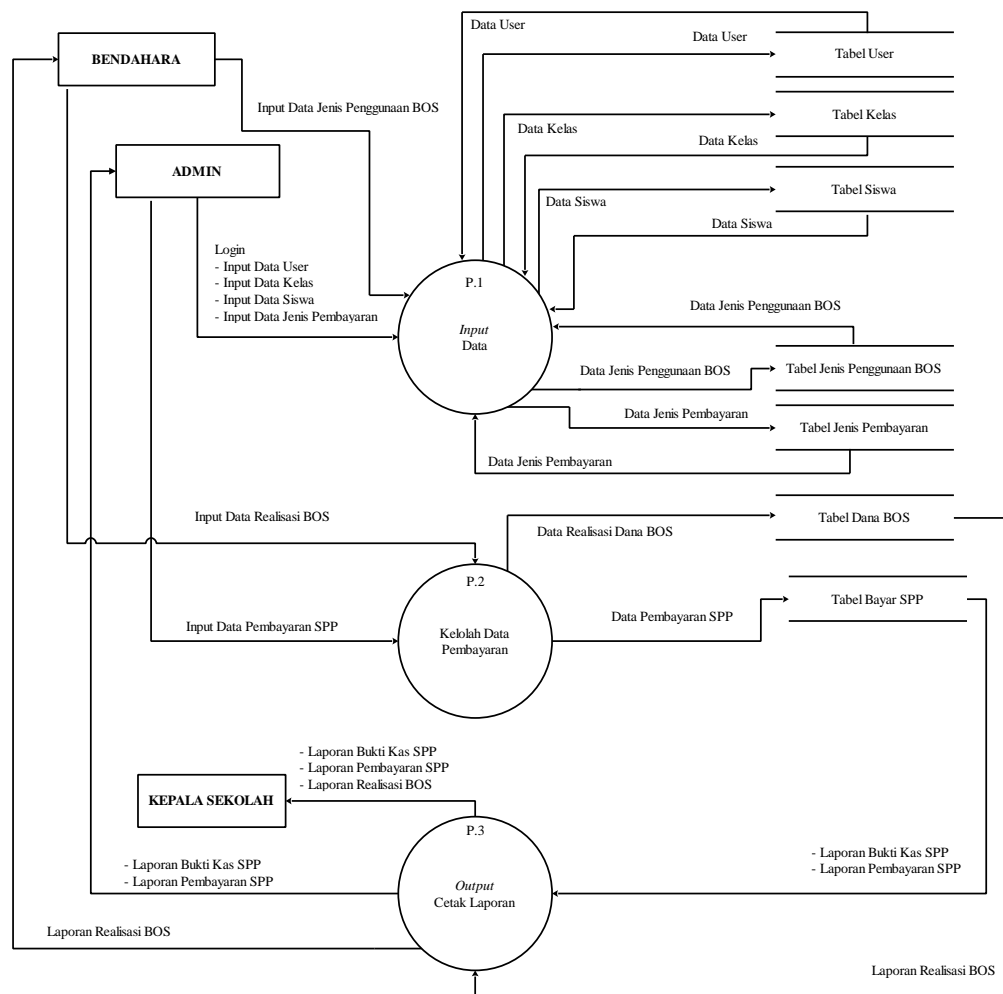 Data User
Data User
Tabel User
BENDAHARA
Input Data Jenis Penggunaan BOS
Tabel Kelas
Data Kelas
Data Kelas
ADMIN
Tabel Siswa
Data Siswa
Data Siswa
Login
- Input Data User
- Input Data Kelas
- Input Data Siswa
- Input Data Jenis Pembayaran
P.1
Input
Data
Data Jenis Penggunaan BOS
Data Jenis Penggunaan BOS
Tabel Jenis Penggunaan BOS
Data Jenis Pembayaran
Tabel Jenis Pembayaran
Data Jenis Pembayaran
Input Data Realisasi BOS
Data Realisasi Dana BOS
Tabel Dana BOS
P.2
Kelolah Data
Pembayaran
Input Data Pembayaran SPP
Data Pembayaran SPP
Tabel Bayar SPP
- Laporan Bukti Kas SPP
- Laporan Pembayaran SPP
- Laporan Realisasi BOS
KEPALA SEKOLAH
P.3
Output
Cetak Laporan
- Laporan Bukti Kas SPP
- Laporan Pembayaran SPP
- Laporan Bukti Kas SPP
- Laporan Pembayaran SPP
Laporan Realisasi BOS
Laporan Realisasi BOS